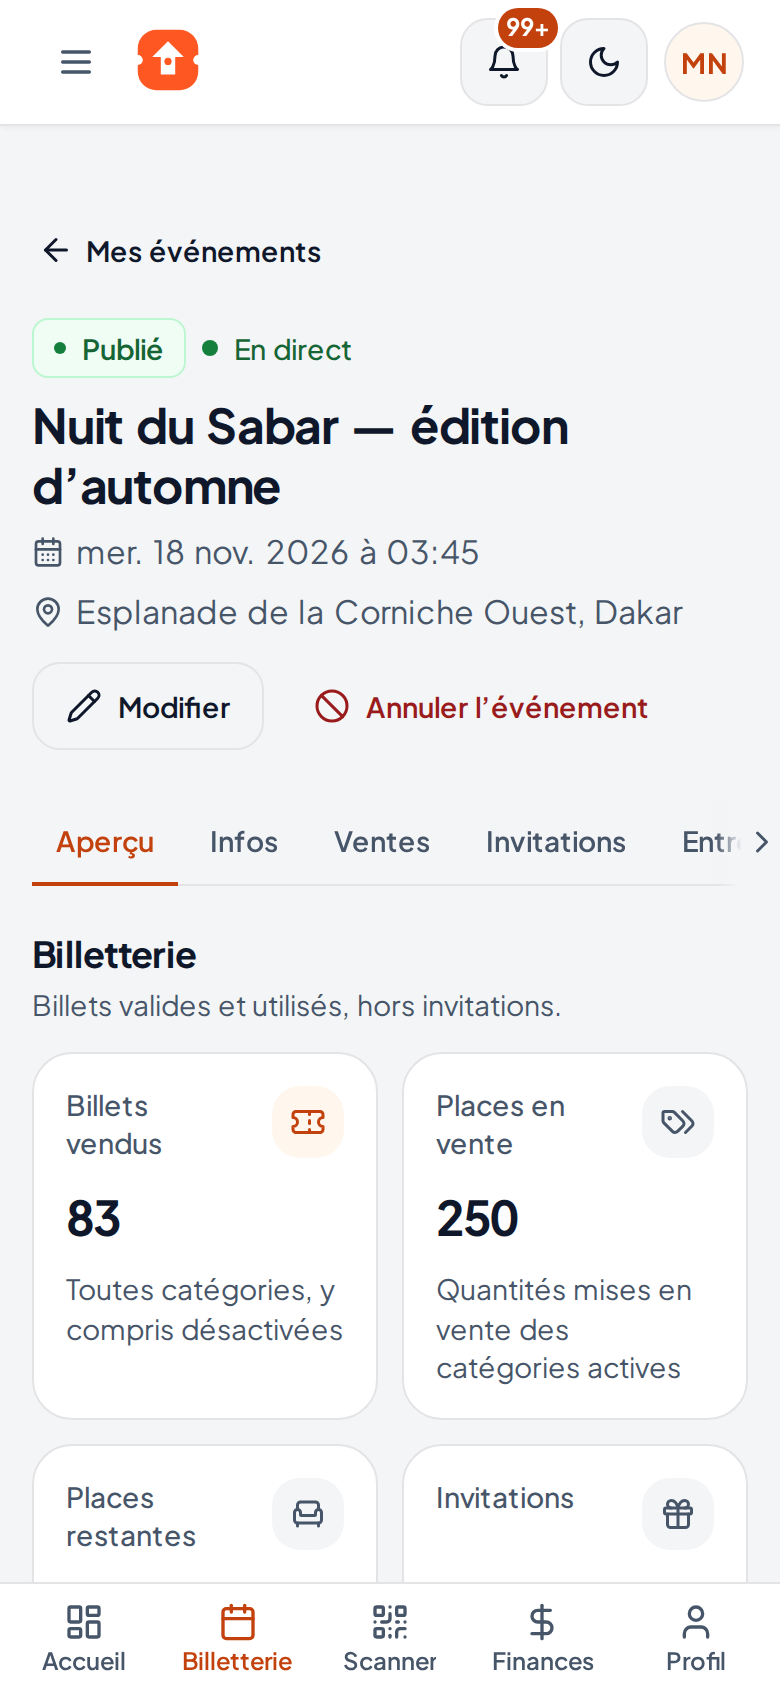 99+
MN
Mes événements
Publié
En direct
Nuit du Sabar — édition
d’automne
mer. 18 nov. 2026 à 03:45
Esplanade de la Corniche Ouest, Dakar
Modifier
Annuler l’événement
Aperçu
Infos
Ventes
Invitations
Billetterie
Billets valides et utilisés, hors invitations.
Billets
vendus
83
Toutes catégories, y
compris désactivées
Places en
vente
250
Quantités mises en
vente des
catégories actives
Places
restantes
Invitations
Accueil
Billetterie
Scanner
Finances
Profil